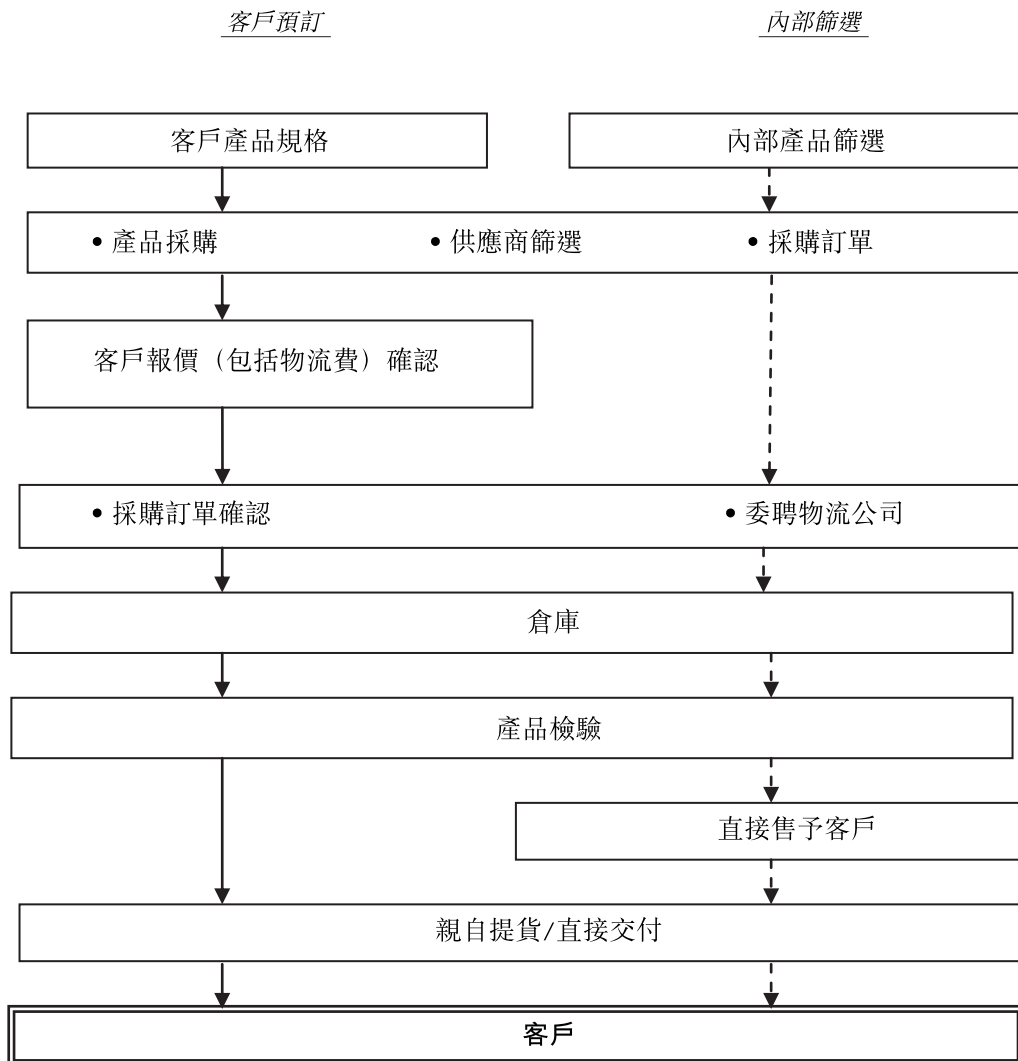 客戶預訂 內部篩選
客戶產品規格 內部產品篩選
• 產品採購 • 供應商篩選 • 採購訂單
客戶報價（包括物流費）確認
• 採購訂單確認 • 委聘物流公司
倉庫
產品檢驗
直接售予客戶
親自提貨/直接交付
客戶